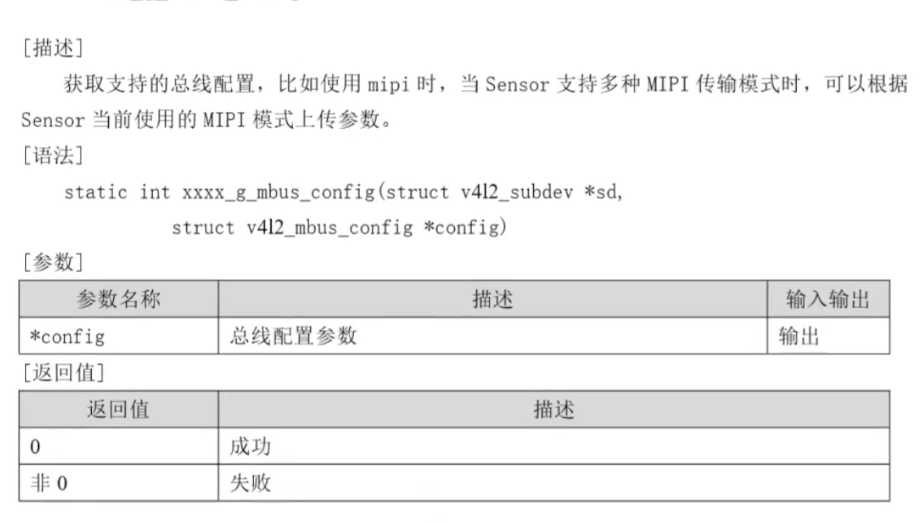 [描述]
获取支持的总线配置，比如使用 mipi 时，当 Sensor 支持多种 MIPI 传输模式时，可以根据
Sensor 当前使用的 MIPI 模式上传参数。
[语法]
static int xxxx_g_mbus_config(struct v4l2_subdev *sd,
struct v4l2_mbus_config *config)
[参数]
参数名称 描述 输入输出
*config 总线配置参数 输出
[返回值]
返回值 描述
0 成功
非 0 失败